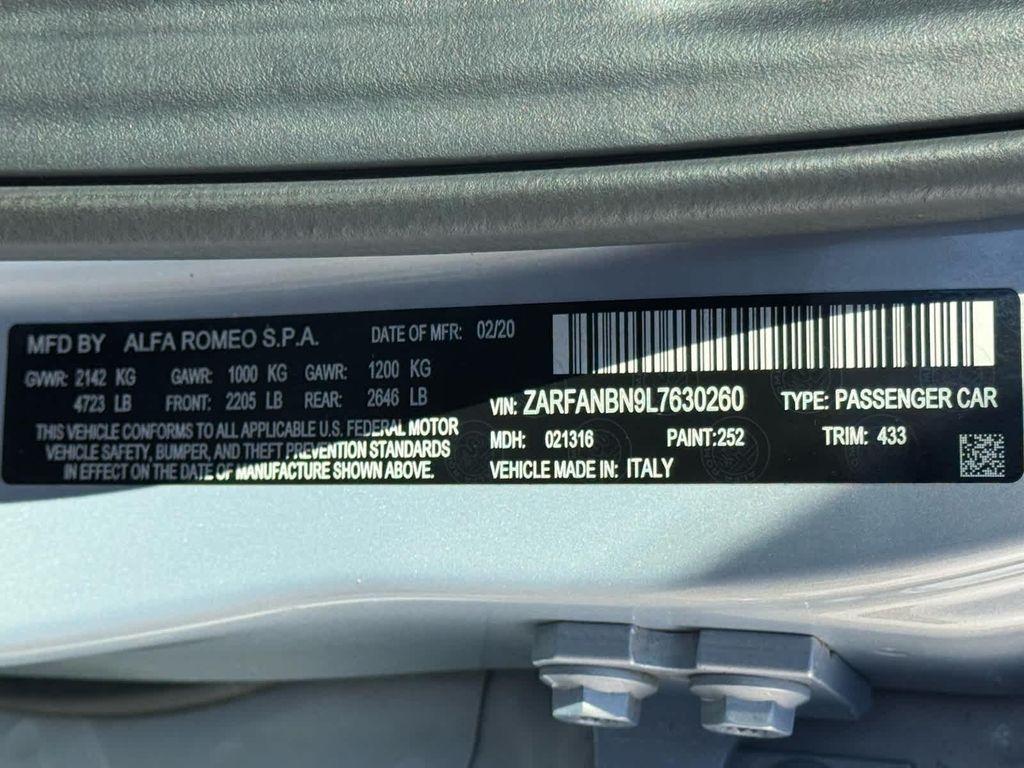 MFD BY ALFA ROMEO S.P.A. DATE OF MFR: 02/20
GVWR: 2142 KG GAWR: 1000 KG GAWR: 1200 KG
4723 LB FRONT: 2205 LB REAR: 2646 LB
THIS VEHICLE CONFORMS TO ALL APPLICABLE U.S. FEDERAL MOTOR
VEHICLE SAFETY, BUMPER, AND THEFT PREVENTION STANDARDS
IN EFFECT ON THE DATE OF MANUFACTURE SHOWN ABOVE.
VIN: ZARFANBN9L7630260 TYPE: PASSENGER CAR
MDH: 021316 PAINT:252 TRIM: 433
VEHICLE MADE IN: ITALY